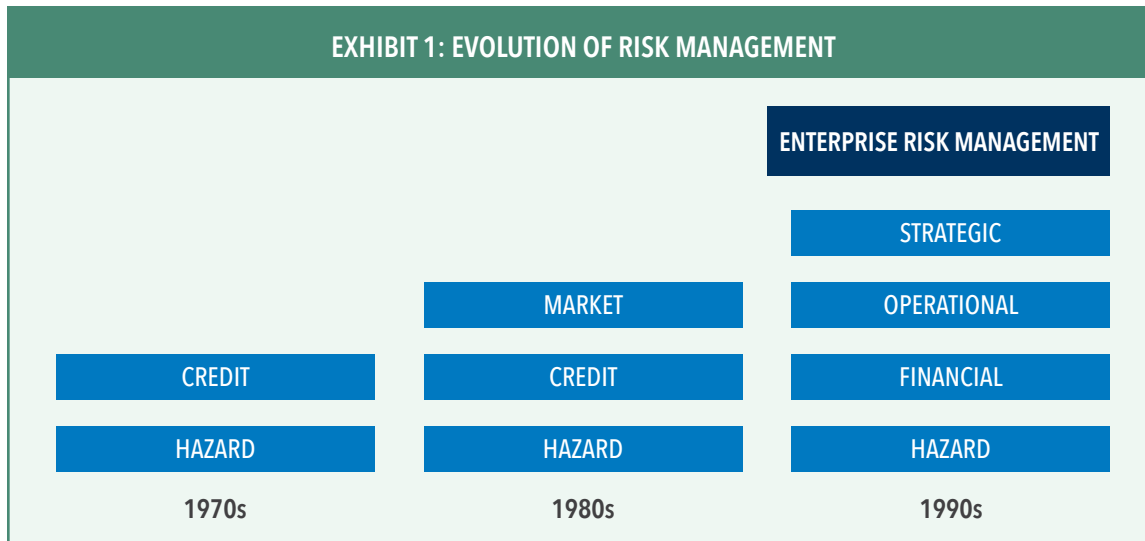 EXHIBIT 1: EVOLUTION OF RISK MANAGEMENT
ENTERPRISE RISK MANAGEMENT
STRATEGIC
MARKET
OPERATIONAL
CREDIT
CREDIT
FINANCIAL
HAZARD
HAZARD
HAZARD
1970s
1980s
1990s